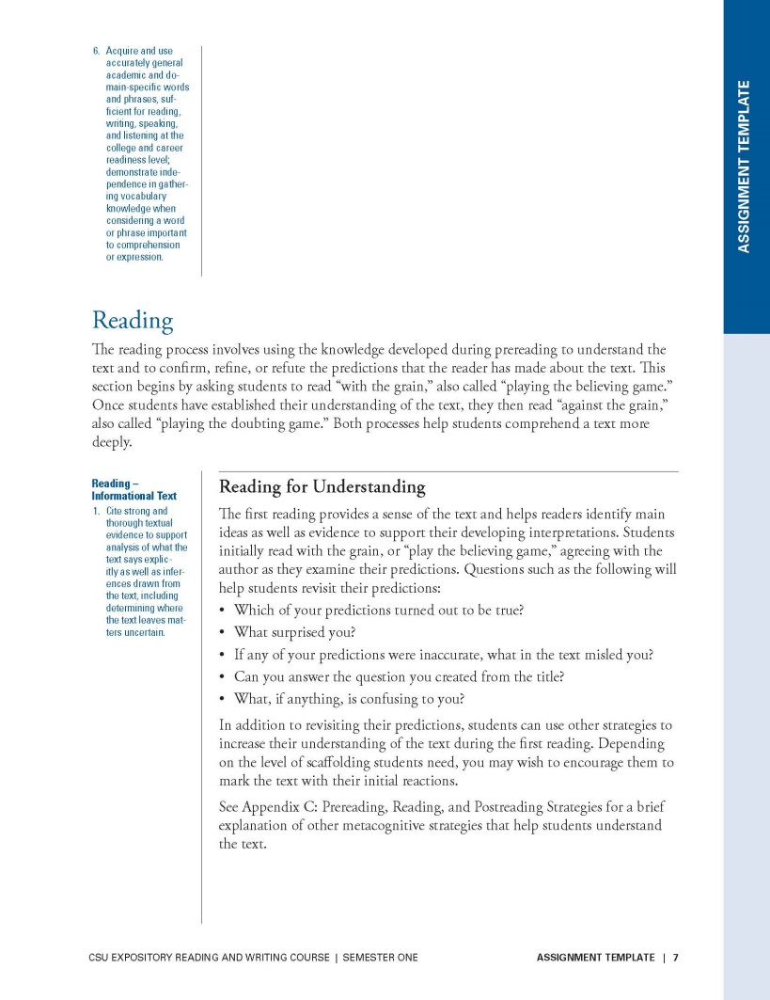 6. Acquire and use
accurately general
academic and do-
main-specific words
and phrases, suf-
ficient for reading,
writing, speaking,
and listening at the
college and career
readiness level;
demonstrate inde-
pendence in gather-
ing vocabulary
knowledge when
considering a word
or phrase important
to comprehension
or expression.
ASSIGNMENT TEMPLATE
Reading
The reading process involves using the knowledge developed during prereading to understand the
text and to confirm, refine, or refute the predictions that the reader has made about the text. This
section begins by asking students to read “with the grain,” also called “playing the believing game.”
Once students have established their understanding of the text, they then read “against the grain,”
also called “playing the doubting game.” Both processes help students comprehend a text more
deeply.
Reading –
Informational Text
1. Cite strong and
thorough textual
evidence to support
analysis of what the
text says explic-
itly as well as infer-
ences drawn from
the text, including
determining where
the text leaves mat-
ters uncertain.
Reading for Understanding
The first reading provides a sense of the text and helps readers identify main
ideas as well as evidence to support their developing interpretations. Students
initially read with the grain, or “play the believing game,” agreeing with the
author as they examine their predictions. Questions such as the following will
help students revisit their predictions:
• Which of your predictions turned out to be true?
• What surprised you?
• If any of your predictions were inaccurate, what in the text misled you?
• Can you answer the question you created from the title?
• What, if anything, is confusing to you?
In addition to revisiting their predictions, students can use other strategies to
increase their understanding of the text during the first reading. Depending
on the level of scaffolding students need, you may wish to encourage them to
mark the text with their initial reactions.
See Appendix C: Prereading, Reading, and Postreading Strategies for a brief
explanation of other metacognitive strategies that help students understand
the text.
CSU EXPOSITORY READING AND WRITING COURSE | SEMESTER ONE
ASSIGNMENT TEMPLATE | 7